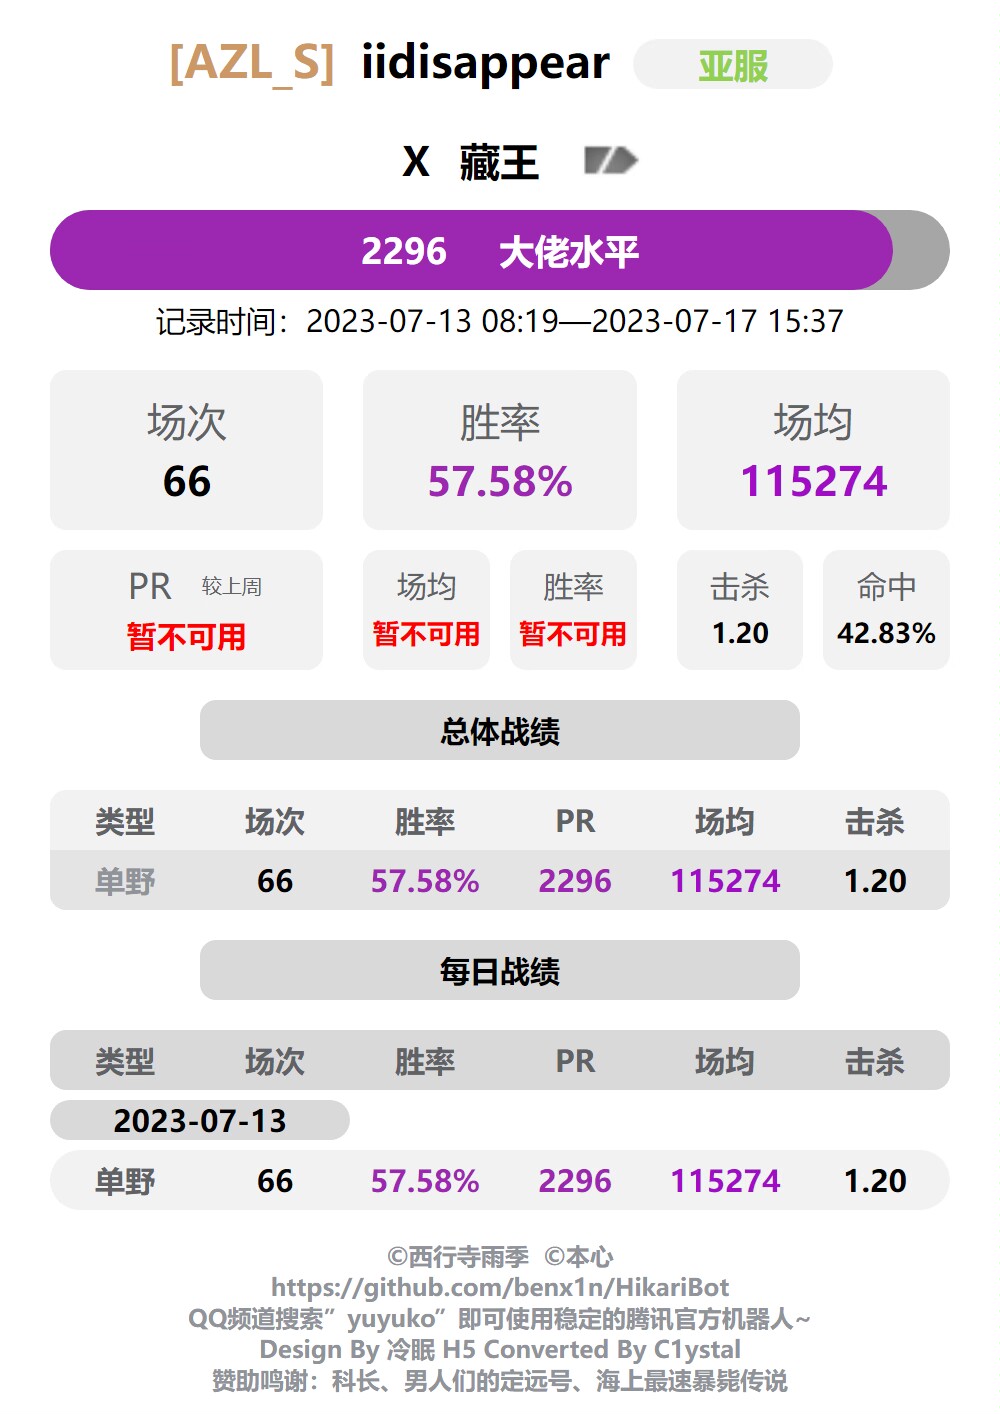 [AZL_S] iidisappear 亚服
X 藏王
2296 大佬水平
记录时间：2023-07-13 08:19—2023-07-17 15:37
场次 胜率 场均
66 57.58% 115274
PR 较上周 场均 胜率 击杀 命中
暂不可用 暂不可用 暂不可用 1.20 42.83%
总体战绩
类型 场次 胜率 PR 场均 击杀
单野 66 57.58% 2296 115274 1.20
每日战绩
类型 场次 胜率 PR 场均 击杀
2023-07-13
单野 66 57.58% 2296 115274 1.20
©西行寺雨季 ©本心
https://github.com/benx1n/HikariBot
QQ频道搜索”yuyuko”即可使用稳定的腾讯官方机器人~
Design By 冷眠 H5 Converted By C1ystal
赞助鸣谢：科长、男人们的定远号、海上最速暴毙传说